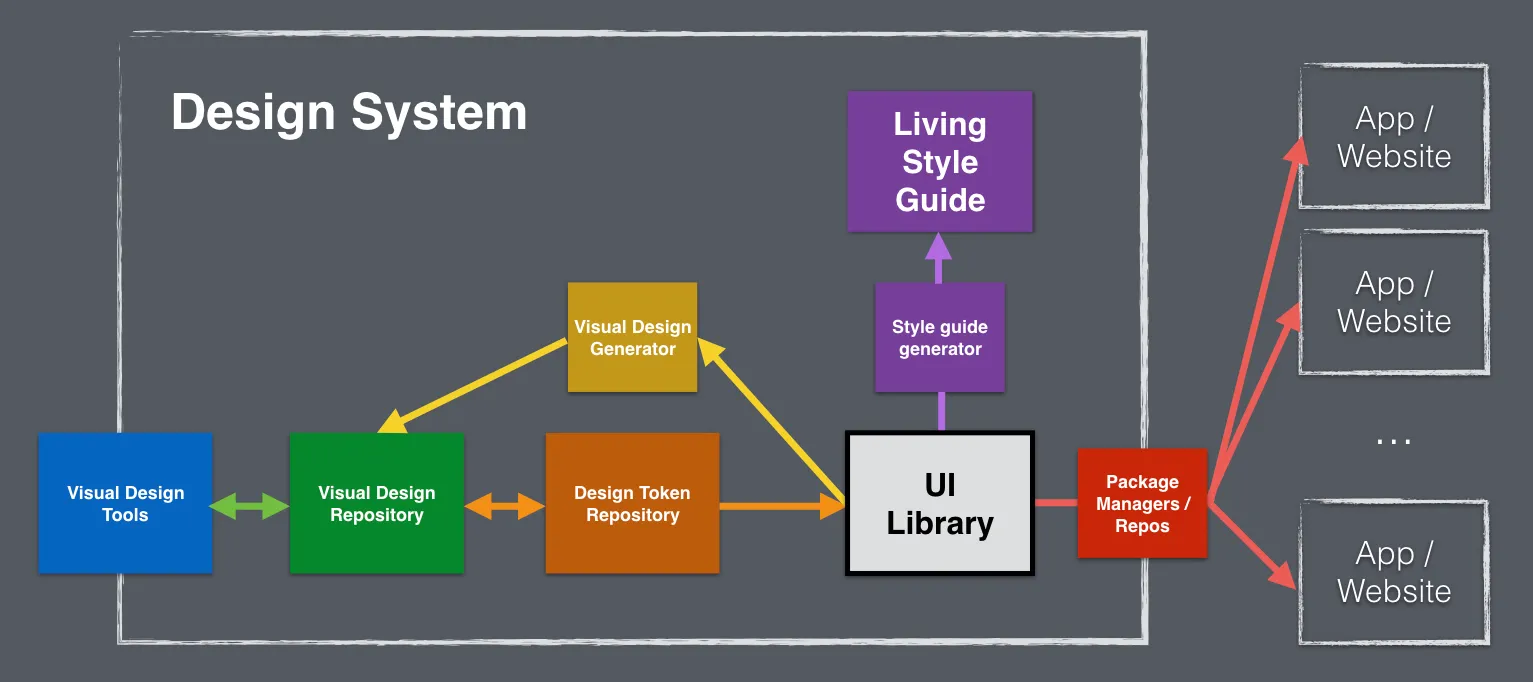 Design System
Living
Style
Guide
App /
Website
App /
Website
Visual Design
Generator
Style guide
generator
...
Visual Design
Tools
Visual Design
Repository
Design Token
Repository
UI
Library
Package
Managers /
Repos
App /
Website